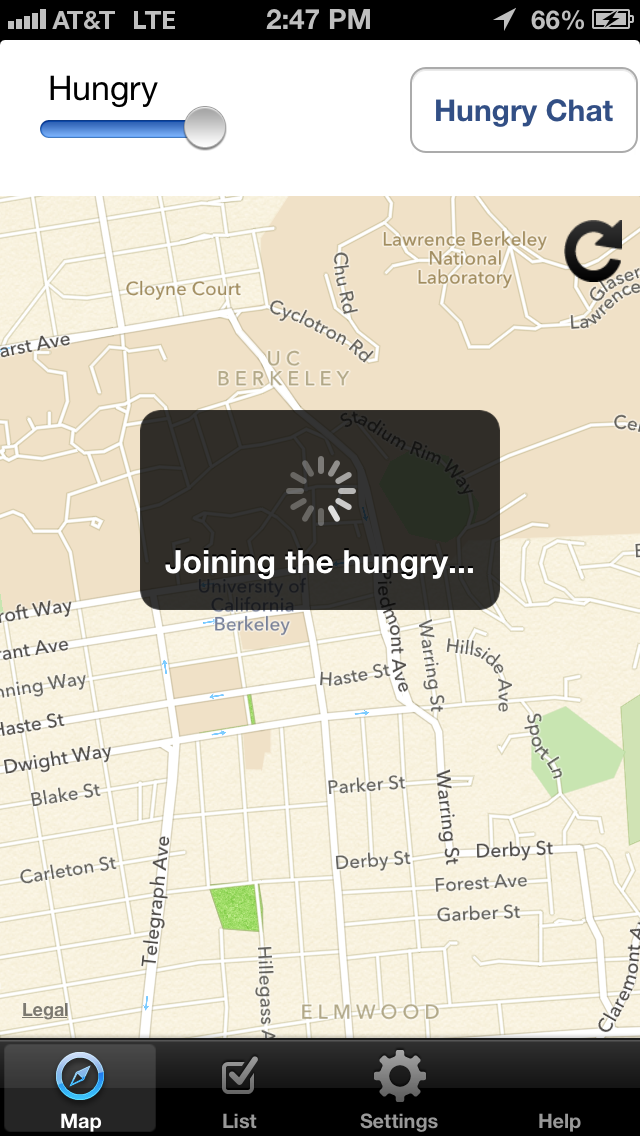 AT&T LTE 2:47 PM 66%
Hungry
Hungry Chat
Lawrence Berkeley
National
Laboratory
Chu Rd
Glaser
Lawrence
Cloyne Court
Cyclotron Rd
arst Ave
UC
BERKELEY
Stadium Rim Way
Ce
Joining the hungry...
University of
California
Berkeley
roft Way
rant Ave
nning Way
Haste St
Haste St
Piedmont Ave
Warring St
Hillside Ave
Dwight Way
Sport Ln
Blake St
Parker St
Warring St
Derby St
Derby St
Carleton St
Telegraph Ave
Forest Ave
Garber St
Hillegass A
Claremont A
Legal
ELMWOOD
Map
List
Settings
Help